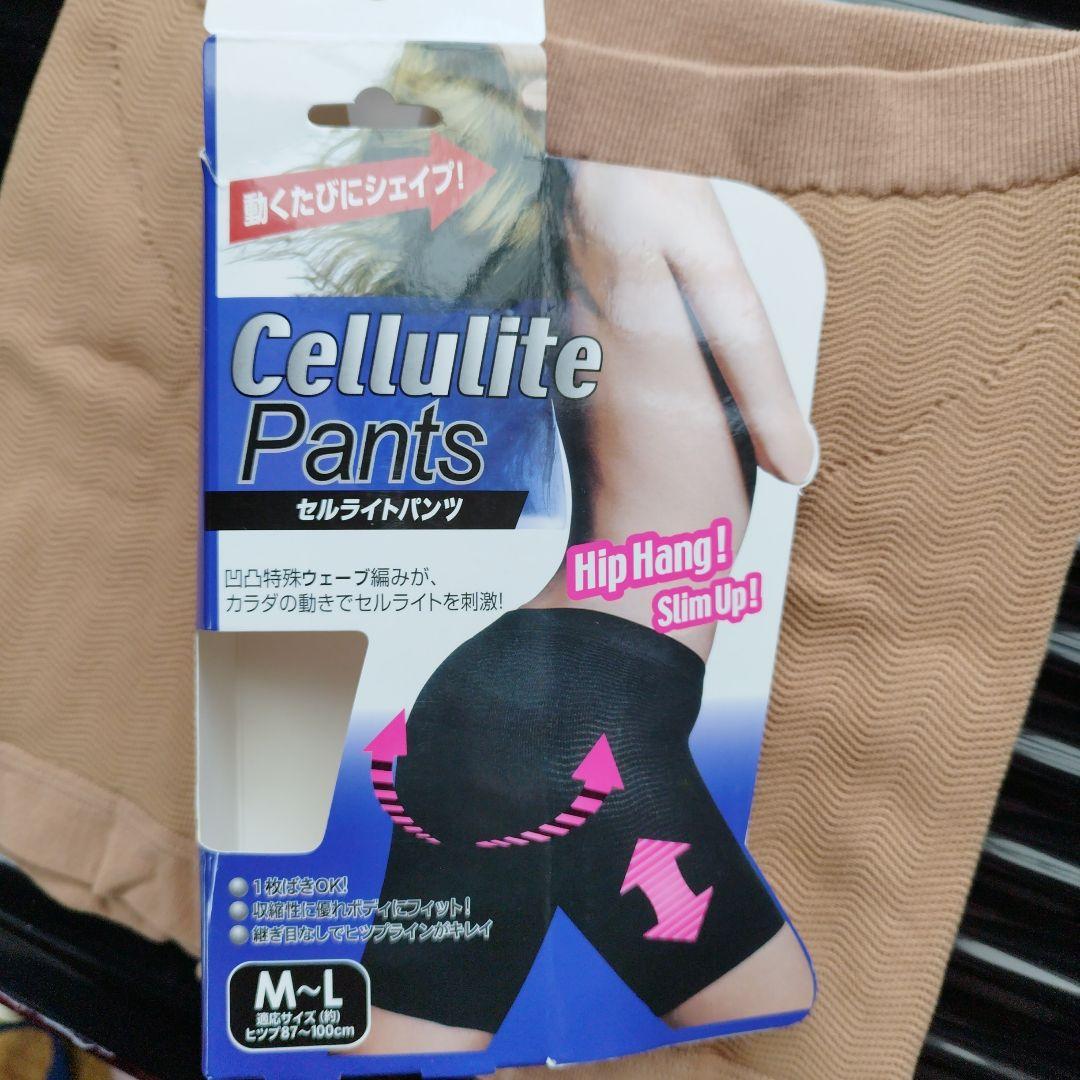 動くたびにシェイプ!
Cellulite
Pants
セルライトパンツ
凹凸特殊ウェーブ編みが、
カラダの動きでセルライトを刺激!
Hip Hang!
Slim Up!
1枚ばきOK!
収縮性に優れボディにフィット!
継ぎ目なしでヒップラインがキレイ
M~L
適応サイズ(約)
ヒップ87~100cm